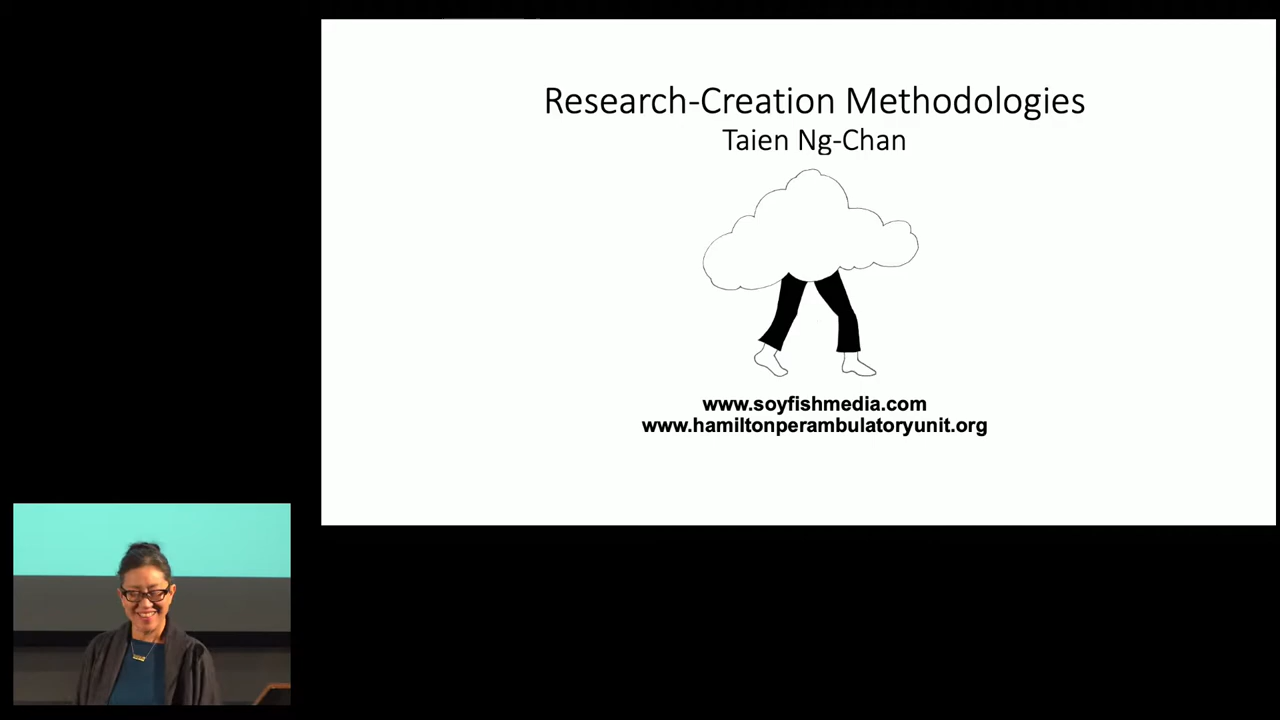 Research-Creation Methodologies
Taien Ng-Chan
www.soyfishmedia.com
www.hamiltonperambulatoryunit.org